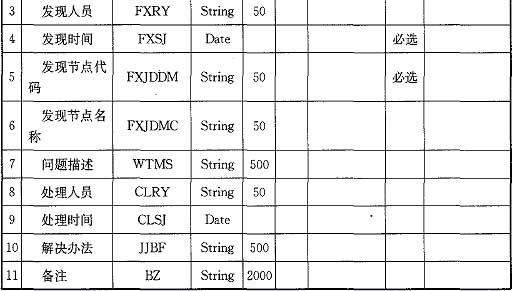 3 发现人员 FXRY String 50
4 发现时间 FXSJ Date 必选
5 发现节点代码 FXJDDM String 50 必选
6 发现节点名称 FXJDMC String 50
7 问题描述 WTMS String 500
8 处理人员 CLRY String 50
9 处理时间 CLSJ Date
10 解决办法 JJBF String 500
11 备注 BZ String 2000